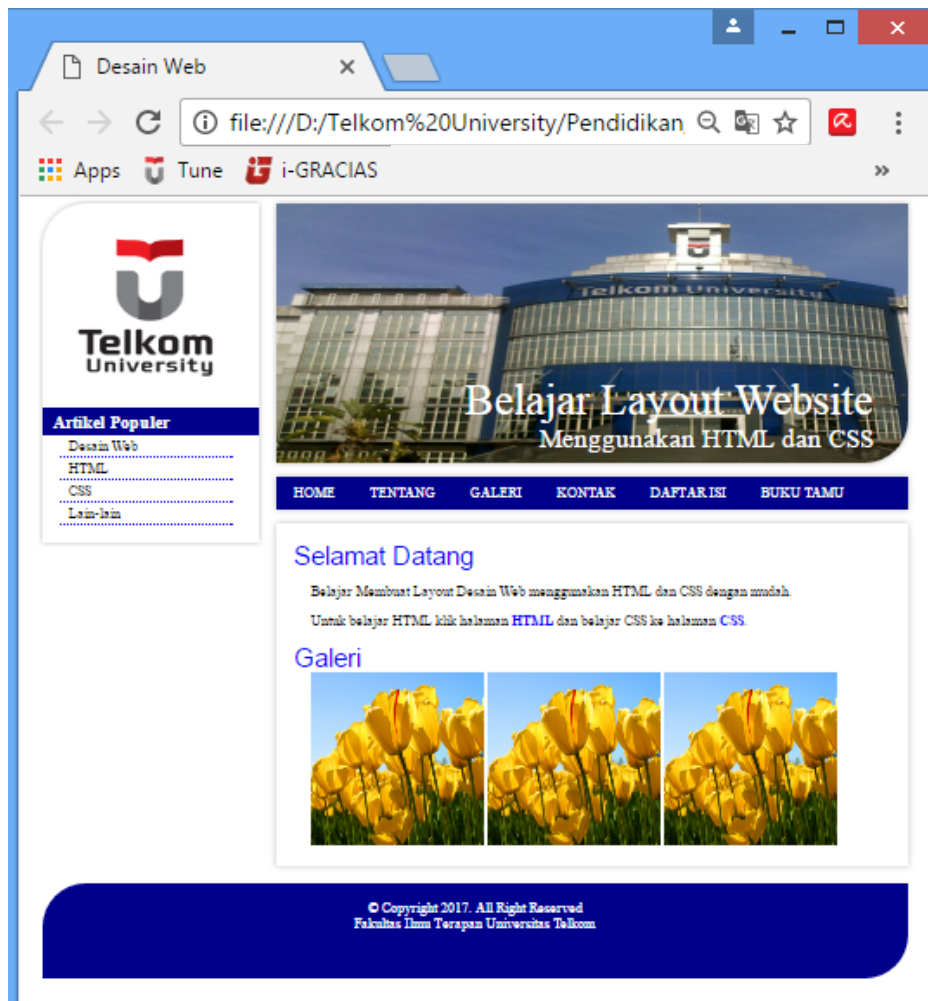 Desain Web
file:///D:/Telkom%20University/Pendidikan
Apps Tune i-GRACIAS »
Telkom
University
Telkom University
Belajar Layout Website
Menggunakan HTML dan CSS
Artikel Populer
Desain Web
HTML
CSS
Lain-lain
HOME TENTANG GALERI KONTAK DAFTAR ISI BUKU TAMU
Selamat Datang
Belajar Membuat Layout Desain Web menggunakan HTML dan CSS dengan mudah.
Untuk belajar HTML klik halaman HTML dan belajar CSS ke halaman CSS.
Galeri
© Copyright 2017. All Right Reserved
Fakultas Ilmu Terapan Universitas Telkom